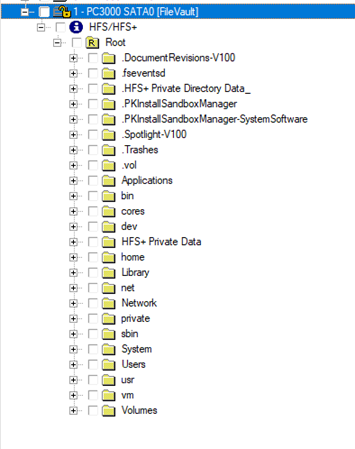 1 - PC3000 SATA0 [FileVault]
HFS/HFS+
R Root
.DocumentRevisions-V100
.fseventsd
.HFS+ Private Directory Data_
.PKInstallSandboxManager
.PKInstallSandboxManager-SystemSoftware
.Spotlight-V100
.Trashes
.vol
Applications
bin
cores
dev
HFS+ Private Data
home
Library
net
Network
private
sbin
System
Users
usr
vm
Volumes